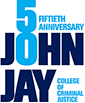 50
FIFTIETH
ANNIVERSARY
JOHN
JAY
COLLEGE
OF
CRIMINAL
JUSTICE